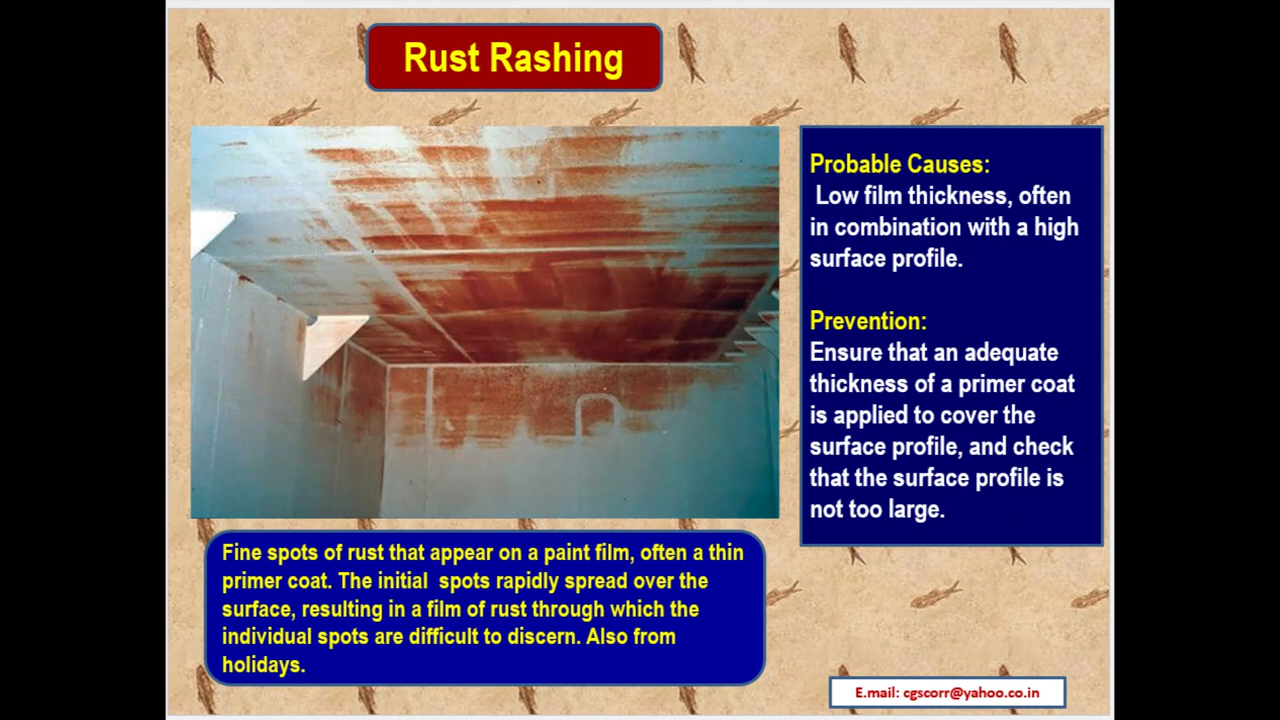 Rust Rashing
Probable Causes:
Low film thickness, often
in combination with a high
surface profile.
Prevention:
Ensure that an adequate
thickness of a primer coat
is applied to cover the
surface profile, and check
that the surface profile is
not too large.
Fine spots of rust that appear on a paint film, often a thin
primer coat. The initial spots rapidly spread over the
surface, resulting in a film of rust through which the
individual spots are difficult to discern. Also from
holidays.
E.mail: cgscorr@yahoo.co.in